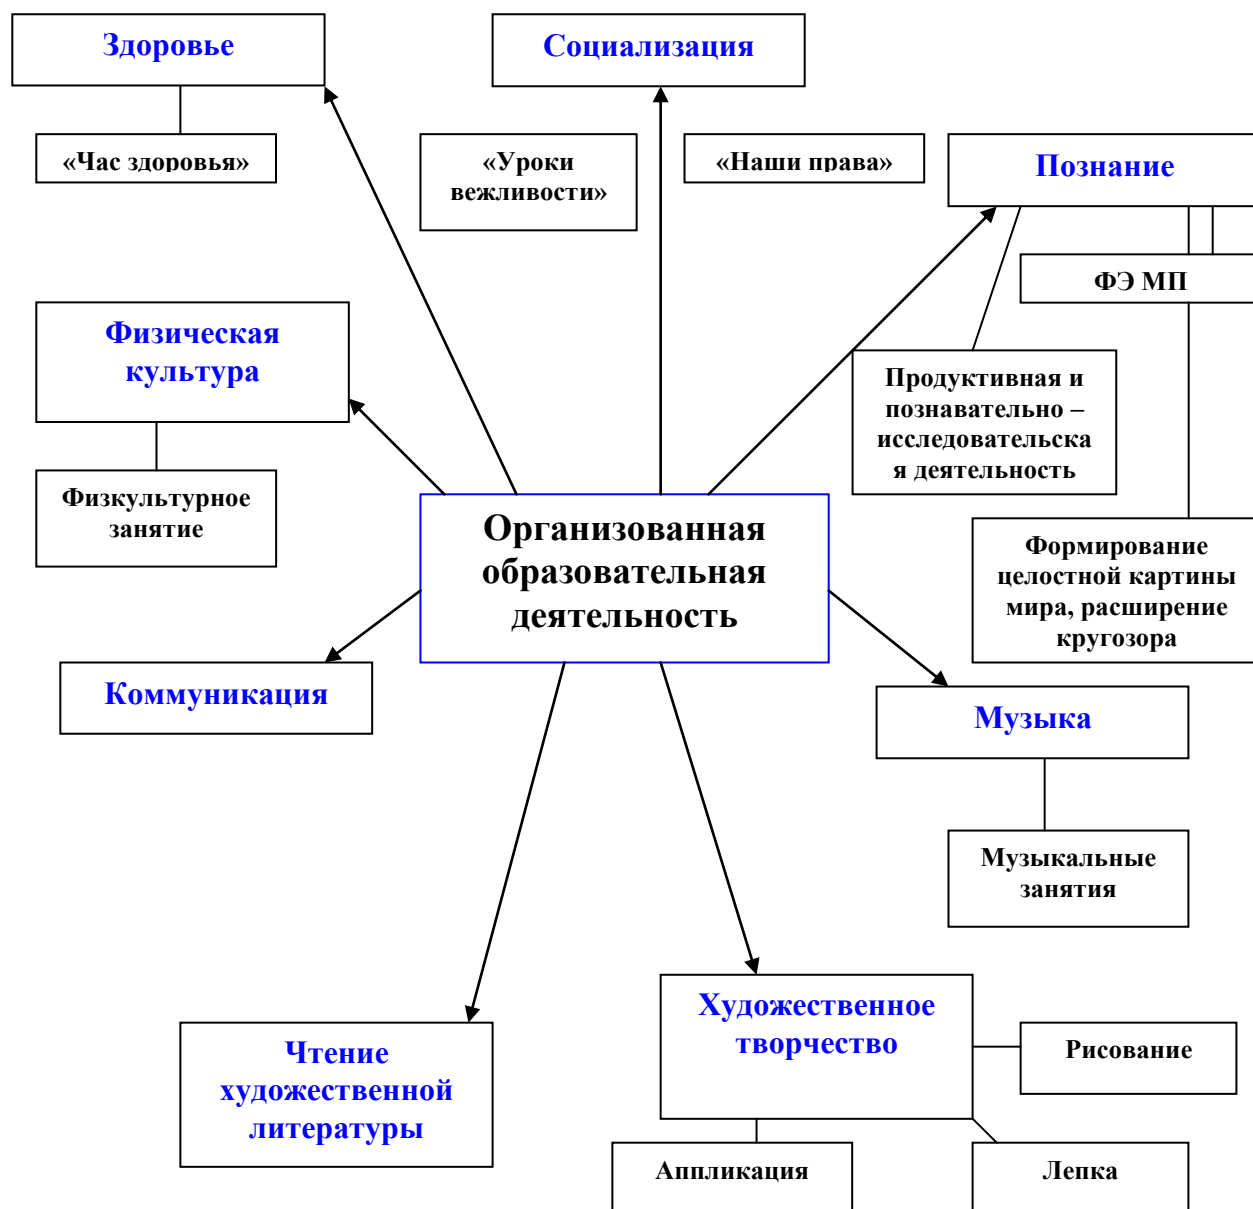 Здоровье
Социализация
«Час здоровья»
«Уроки
вежливости»
«Наши права»
Познание
ФЭ МП
Физическая
культура
Продуктивная и
познавательно –
исследовательска
я деятельность
Физкультурное
занятие
Организованная
образовательная
деятельность
Формирование
целостной картины
мира, расширение
кругозора
Коммуникация
Музыка
Музыкальные
занятия
Художественное
творчество
Рисование
Чтение
художественной
литературы
Аппликация
Лепка